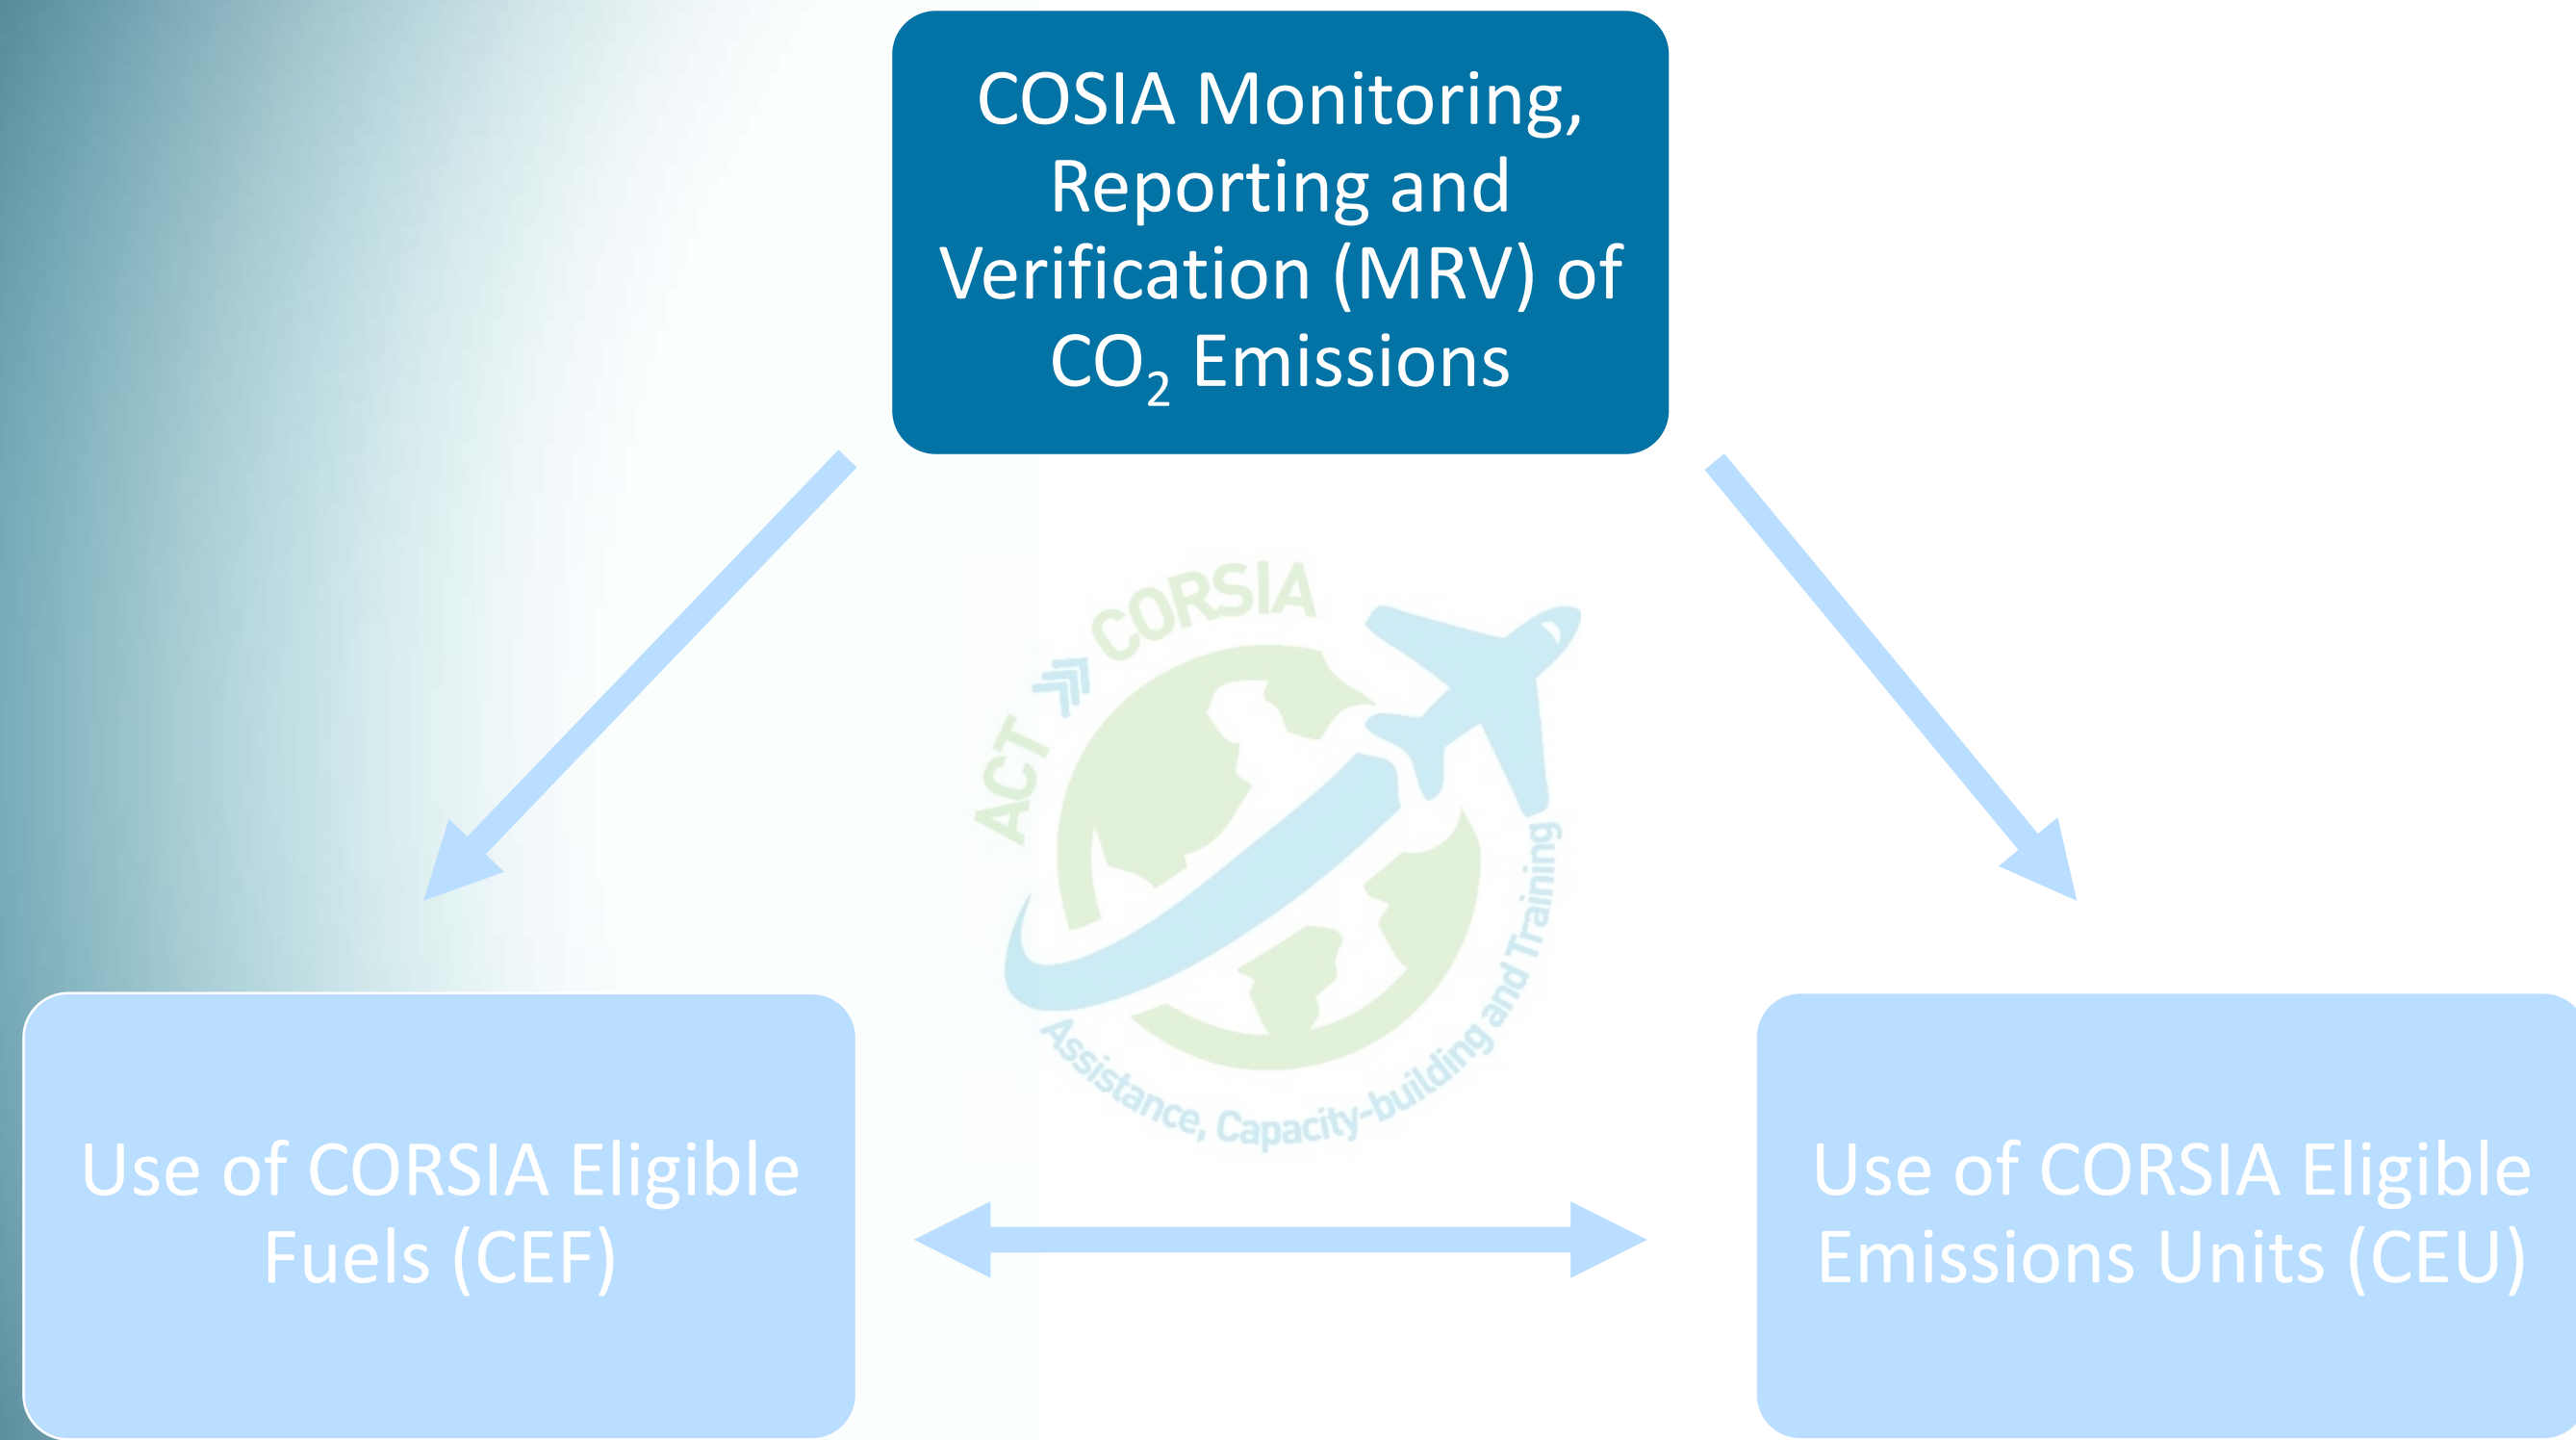 COSIA Monitoring,
Reporting and
Verification (MRV) of
CO₂ Emissions
ACT CORSIA
Assistance, Capacity-building and Training
Use of CORSIA Eligible
Fuels (CEF)
Use of CORSIA Eligible
Emissions Units (CEU)